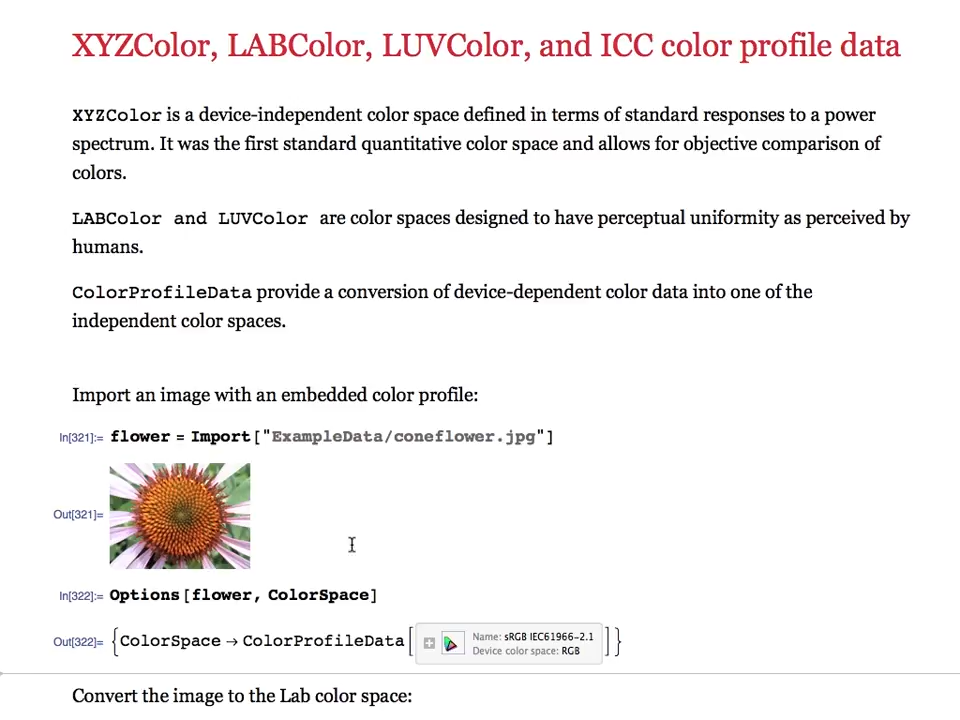 XYZColor, LABColor, LUVColor, and ICC color profile data
XYZColor is a device-independent color space defined in terms of standard responses to a power
spectrum. It was the first standard quantitative color space and allows for objective comparison of
colors.
LABColor and LUVColor are color spaces designed to have perceptual uniformity as perceived by
humans.
ColorProfileData provide a conversion of device-dependent color data into one of the
independent color spaces.
Import an image with an embedded color profile:
In[321]:= flower = Import["ExampleData/coneflower.jpg"]
Out[321]=
In[322]:= Options[flower, ColorSpace]
Out[322]= {ColorSpace → ColorProfileData[ Name: sRGB IEC61966-2.1
Device color space: RGB ]}
Convert the image to the Lab color space: